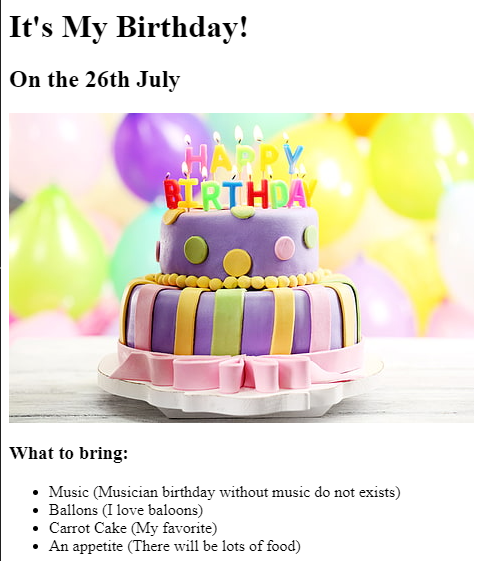 It's My Birthday!
On the 26th July
HAPPY
BIRTHDAY
What to bring:
Music (Musician birthday without music do not exists)
Ballons (I love baloons)
Carrot Cake (My favorite)
An appetite (There will be lots of food)